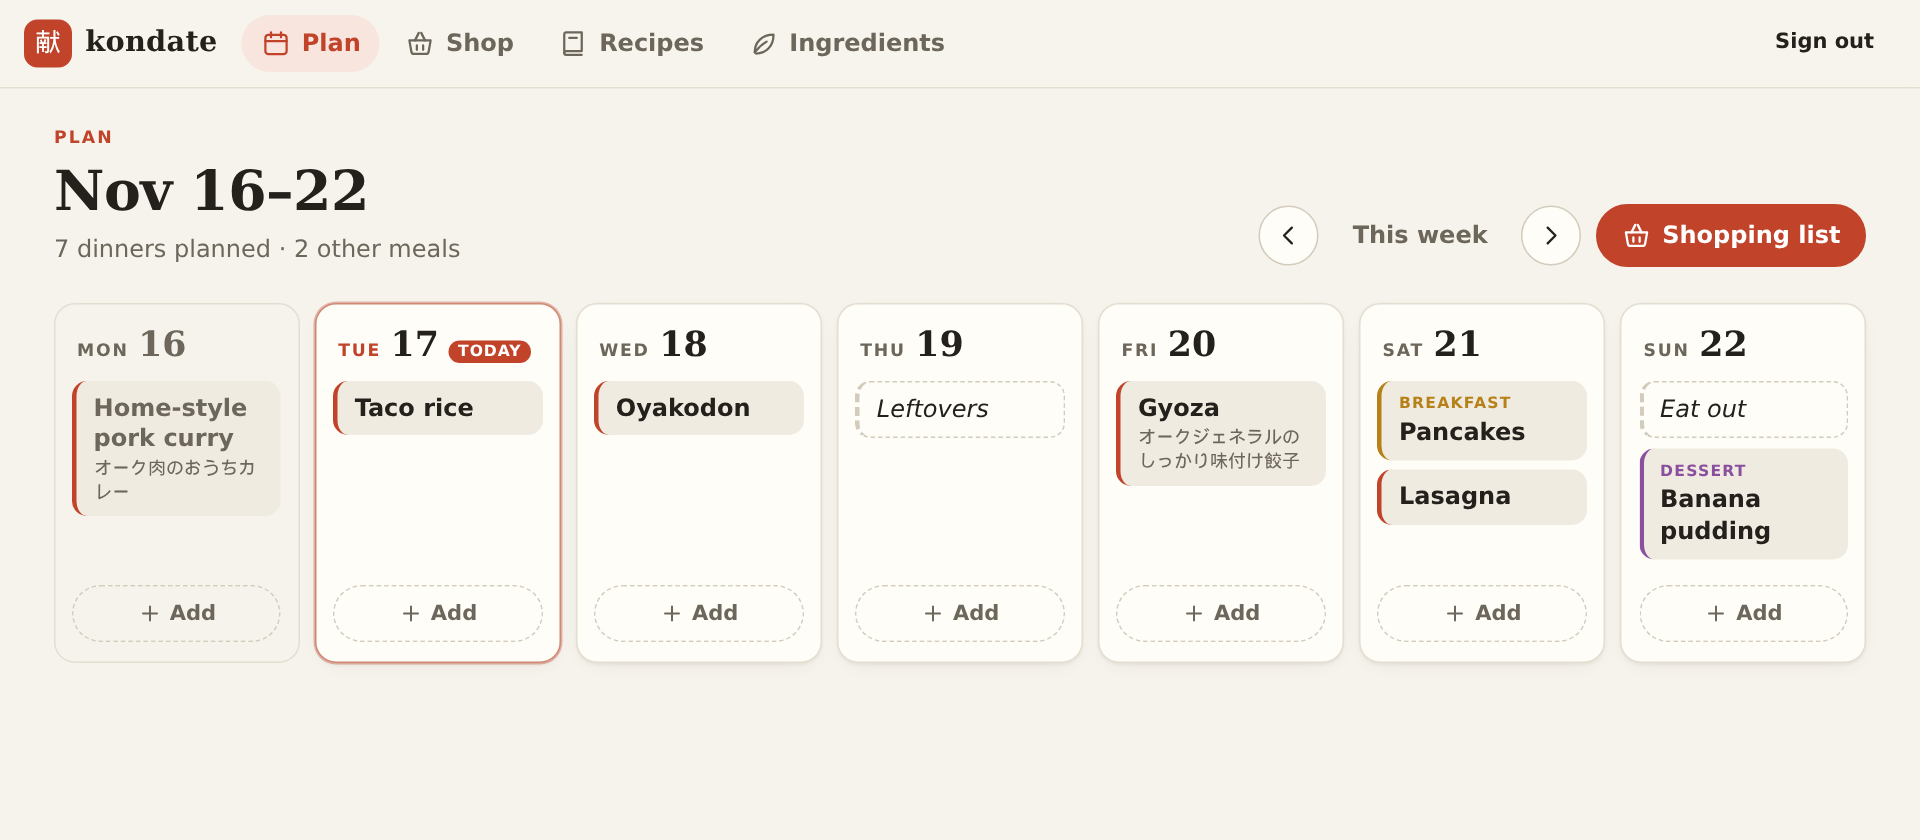 献 kondate Plan Shop Recipes Ingredients Sign out
PLAN
Nov 16–22
7 dinners planned · 2 other meals
This week
Shopping list
MON 16
Home-style
pork curry
オーク肉のおうちカ
レー
Add
TUE 17 TODAY
Taco rice
Add
WED 18
Oyakodon
Add
THU 19
Leftovers
Add
FRI 20
Gyoza
オークジェネラルの
しっかり味付け餃子
Add
SAT 21
BREAKFAST
Pancakes
Lasagna
Add
SUN 22
Eat out
DESSERT
Banana
pudding
Add